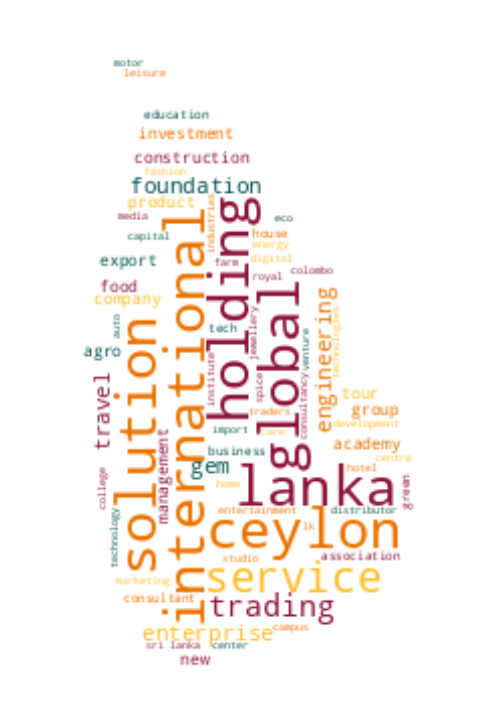 motor
leisure
education
investment
construction
fashion
foundation
product
media
industries
holding
international
eco
capital
house
energy
export
farm
digital
royal
colombo
food
company
global
engineering
technologies
auto
solution
tech
jewellery
venture
agro
institute
spice
consultancy
travel
tour
traders
group
development
import
care
management
academy
business
centre
gem
hotel
lanka
college
green
home
technology
entertainment
distributor
ceylon
lk
association
studio
service
marketing
consultant
trading
enterprise
campus
sri lanka
center
new